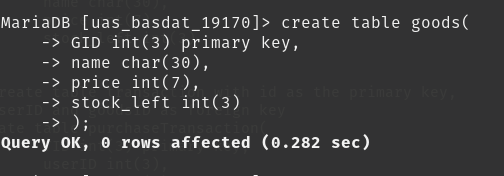 MariaDB [uas_basdat_19170]> create table goods(
    -> GID int(3) primary key,
    -> name char(30),
    -> price int(7),
    -> stock_left int(3)
    -> );
Query OK, 0 rows affected (0.282 sec)